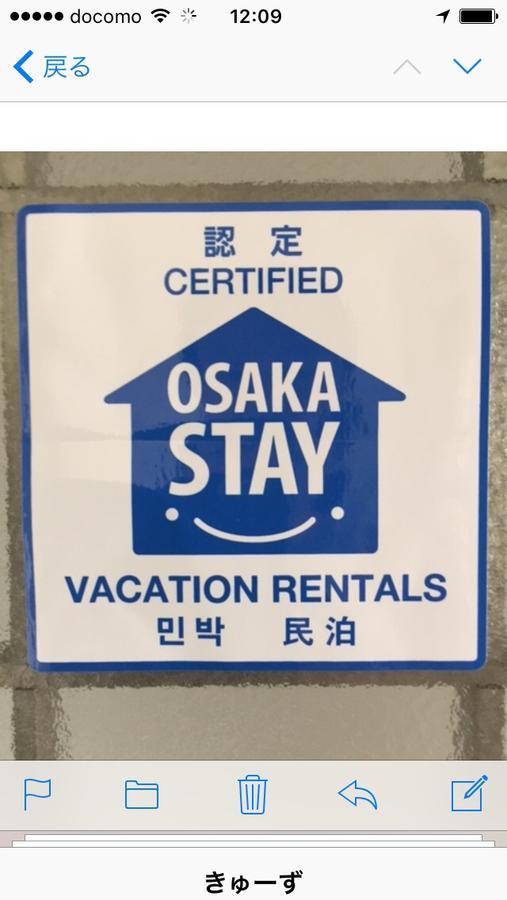 docomo 12:09
戻る
認 定
CERTIFIED
OSAKA
STAY
VACATION RENTALS
민박 民泊
きゅーず